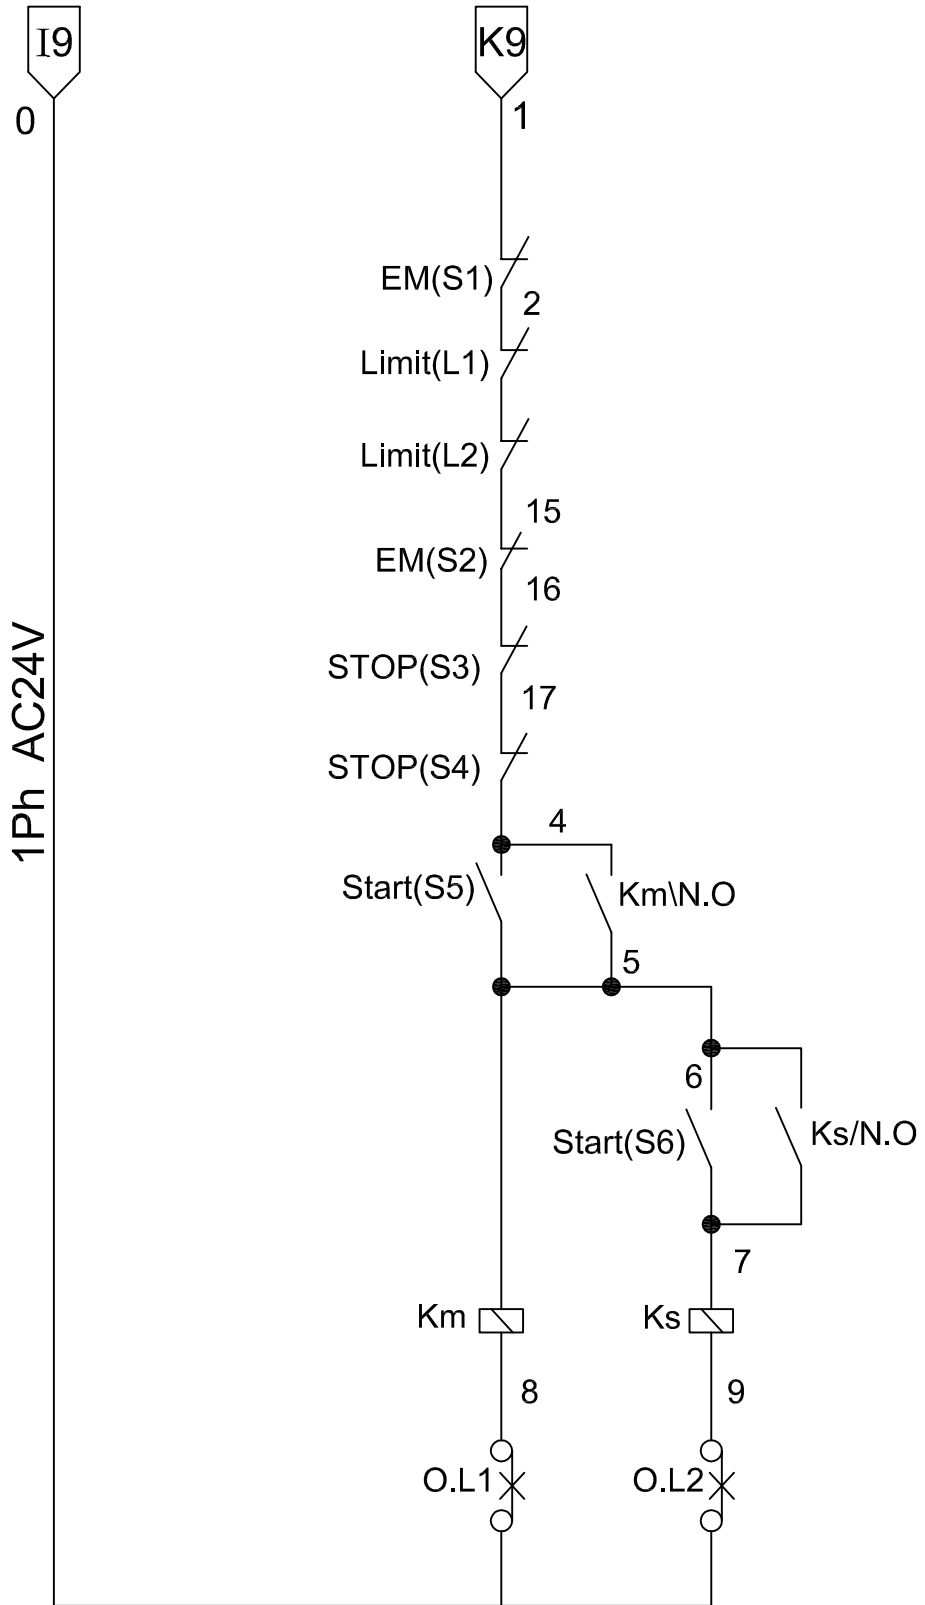 I9
K9
0
1
EM(S1)
2
Limit(L1)
Limit(L2)
15
EM(S2)
16
STOP(S3)
17
STOP(S4)
1Ph AC24V
4
Start(S5)
Km\N.O
5
6
Start(S6)
Ks/N.O
7
Km
Ks
8
9
O.L1
O.L2